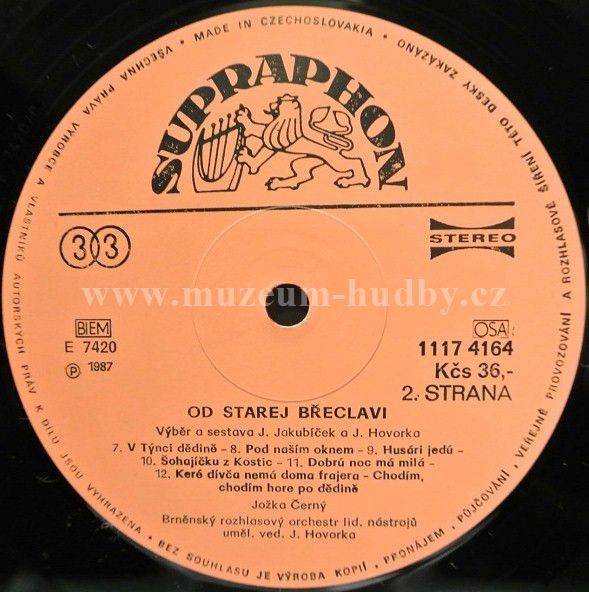 VŠECHNA PRÁVA VÝROBCE A VLASTNÍKŮ AUTORSKÝCH PRÁV K DÍLU JSOU VYHRAZENA • BEZ SOUHLASU JE VÝROBA KOPIÍ, PRONÁJEM, PŮJČOVÁNÍ, VEŘEJNÉ PROVOZOVÁNÍ A ROZHLASOVÉ ŠÍŘENÍ TÉTO DESKY ZAKÁZÁNO • MADE IN CZECHOSLOVAKIA •
SUPRAPHON
33
STEREO
www.muzeum-hudby.cz
BIEM
OSA
E 7420
1117 4164
℗ 1987
Kčs 36,-
2. STRANA
OD STAREJ BŘECLAVI
Výběr a sestava J. Jakubíček a J. Hovorka
7. V Týnci dědině - 8. Pod naším oknem - 9. Husári jedú -
10. Šohajíčku z Kostic - 11. Dobrú noc má milá -
12. Keré dívča nemá doma frajera - Chodím,
chodím hore po dědině
Jožka Černý
Brněnský rozhlasový orchestr lid. nástrojů
uměl. ved. J. Hovorka